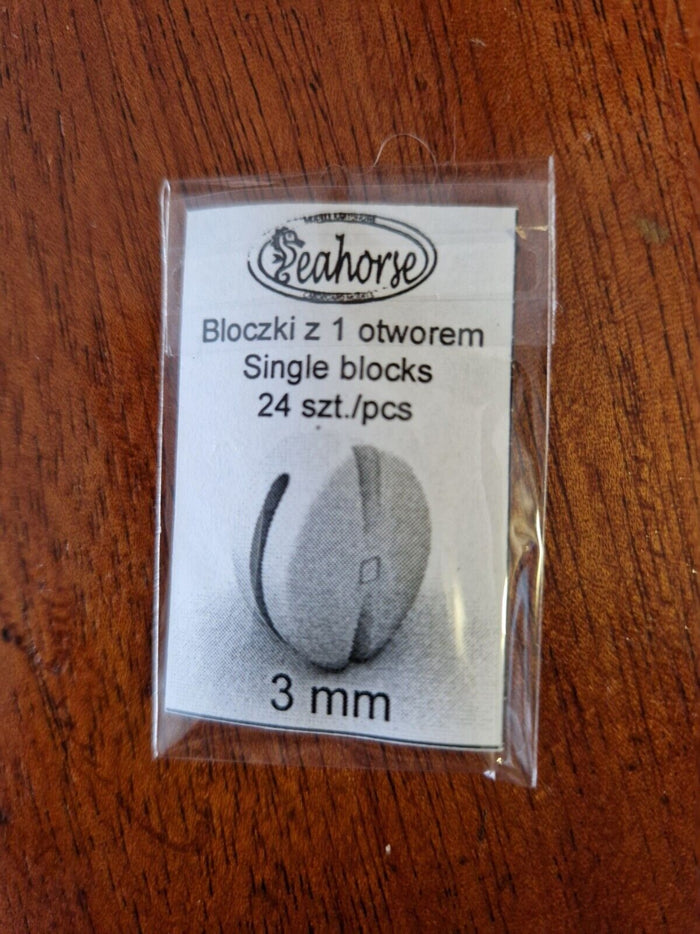 Seahorse
Bloczki z 1 otworem
Single blocks
24 szt./pcs
3 mm